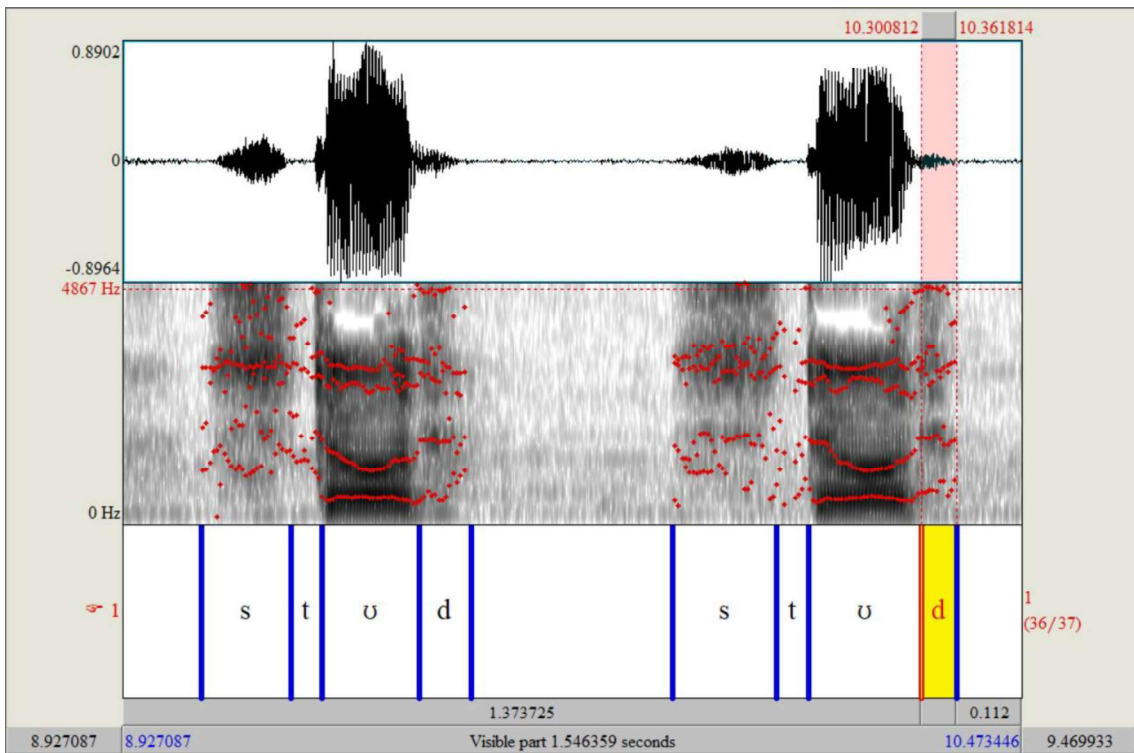 10.300812 10.361814
0.8902
0
-0.8964
4867 Hz
0 Hz
☞ 1 s t ʊ d s t ʊ d 1
(36/37)
1.373725 0.112
8.927087 8.927087 Visible part 1.546359 seconds 10.473446 9.469933